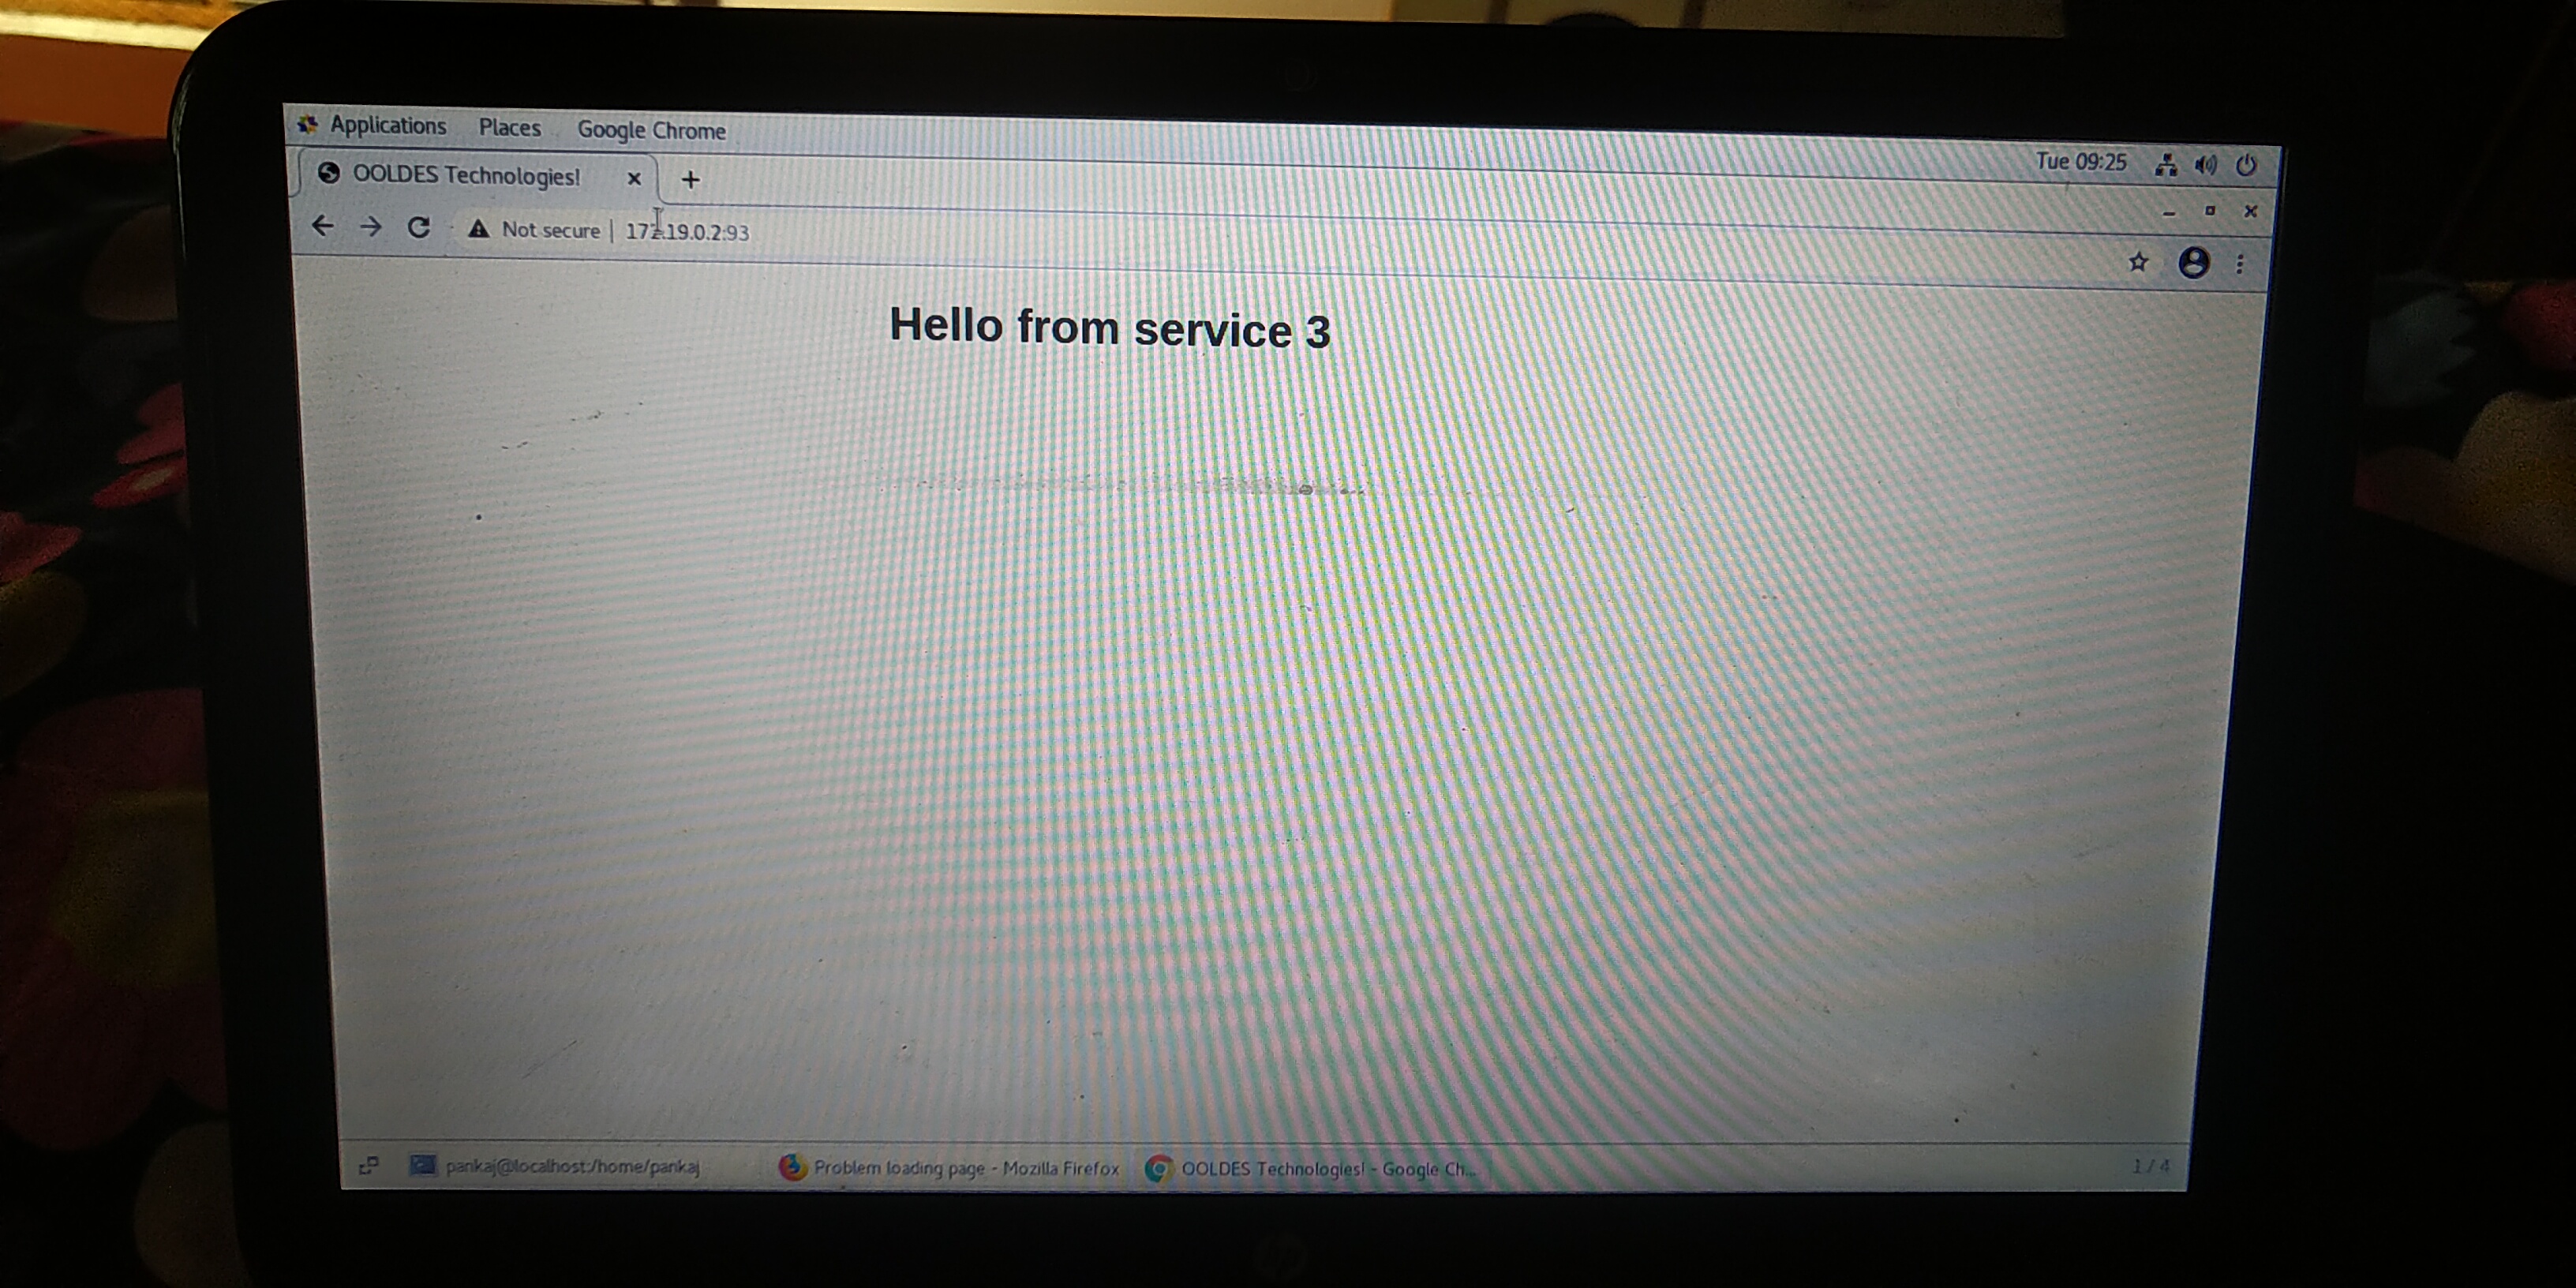 Applications Places Google Chrome Tue 09:25
OOLDES Technologies! × +
Not secure | 172.19.0.2:93
Hello from service 3
pankaj@localhost:/home/pankaj Problem loading page - Mozilla Firefox OOLDES Technologies! - Google Ch... 1 / 4